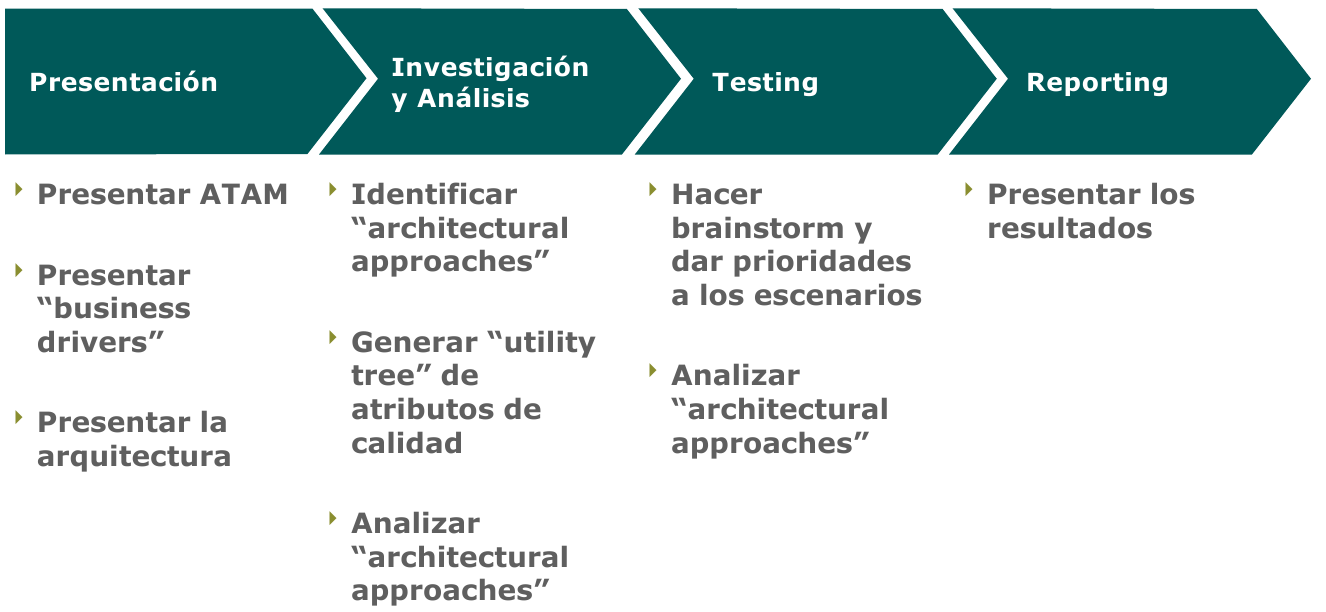 Presentación
Investigación
y Análisis
Testing
Reporting
Presentar ATAM
Presentar
“business
drivers”
Presentar la
arquitectura
Identificar
“architectural
approaches”
Generar “utility
tree” de
atributos de
calidad
Analizar
“architectural
approaches”
Hacer
brainstorm y
dar prioridades
a los escenarios
Analizar
“architectural
approaches”
Presentar los
resultados